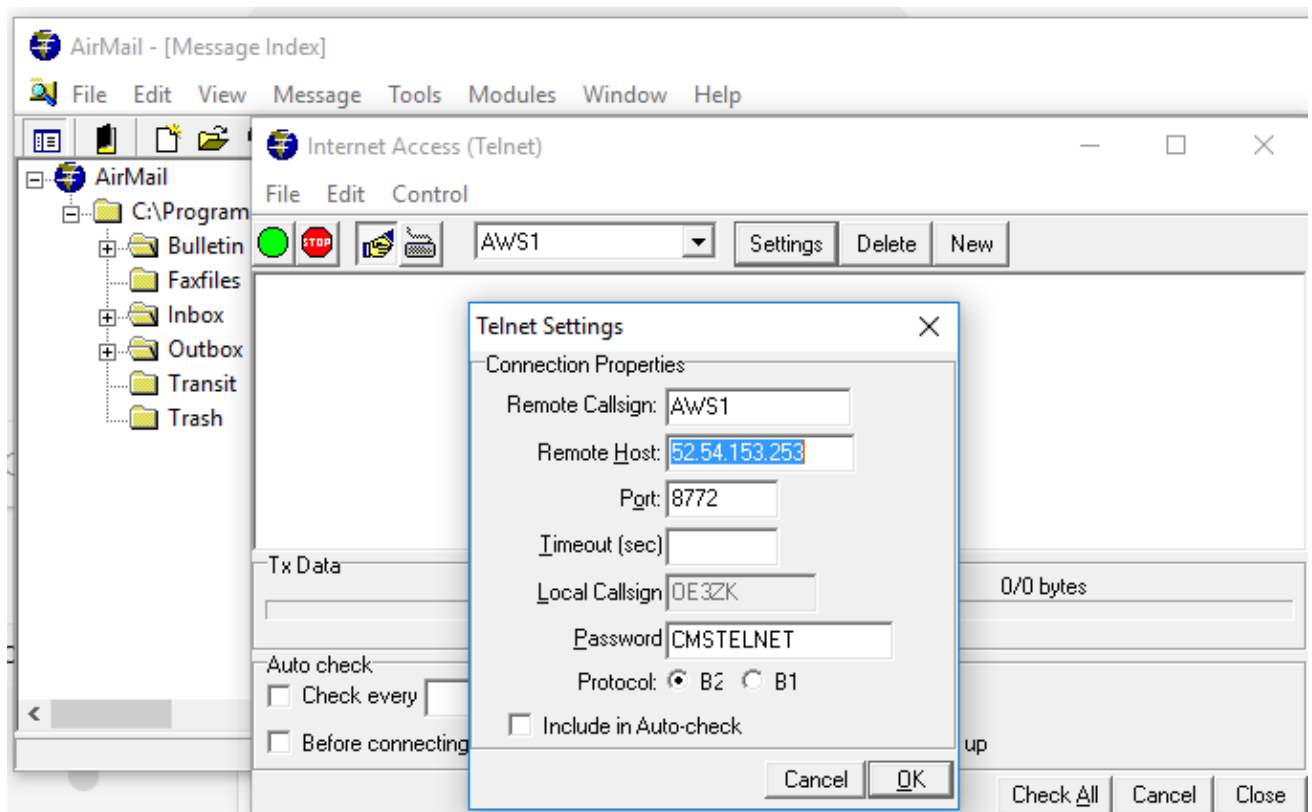 AirMail - [Message Index]
File Edit View Message Tools Modules Window Help
Internet Access (Telnet)
AirMail
File Edit Control
C:\Program
Bulletin
STOP
AWS1
Settings Delete New
Faxfiles
Inbox
Outbox
Transit
Trash
Telnet Settings
Connection Properties
Remote Callsign: AWS1
Remote Host: 52.54.153.253
Port: 8772
Timeout (sec)
Tx Data
0/0 bytes
Local Callsign OE3ZK
Password CMSTELNET
Auto check
Protocol: B2 B1
Check every
Include in Auto-check
Before connecting
up
Cancel OK
Check All Cancel Close